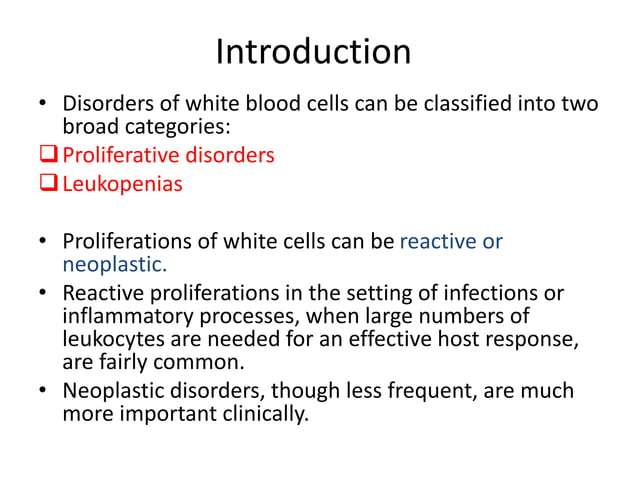 Introduction
• Disorders of white blood cells can be classified into two
broad categories:
❑ Proliferative disorders
❑ Leukopenias
• Proliferations of white cells can be reactive or
neoplastic.
• Reactive proliferations in the setting of infections or
inflammatory processes, when large numbers of
leukocytes are needed for an effective host response,
are fairly common.
• Neoplastic disorders, though less frequent, are much
more important clinically.